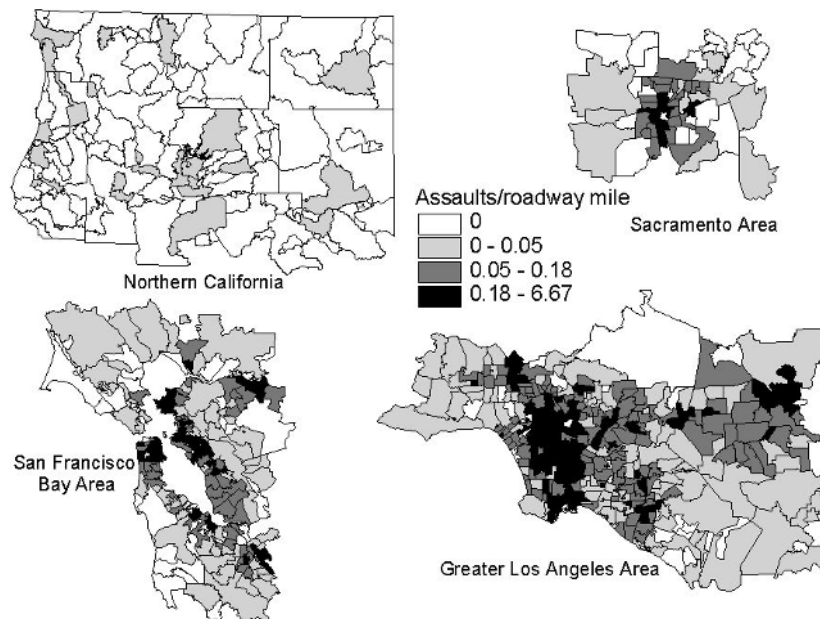 Assaults/roadway mile
0
0 - 0.05
0.05 - 0.18
0.18 - 6.67
Sacramento Area
Northern California
San Francisco
Bay Area
Greater Los Angeles Area